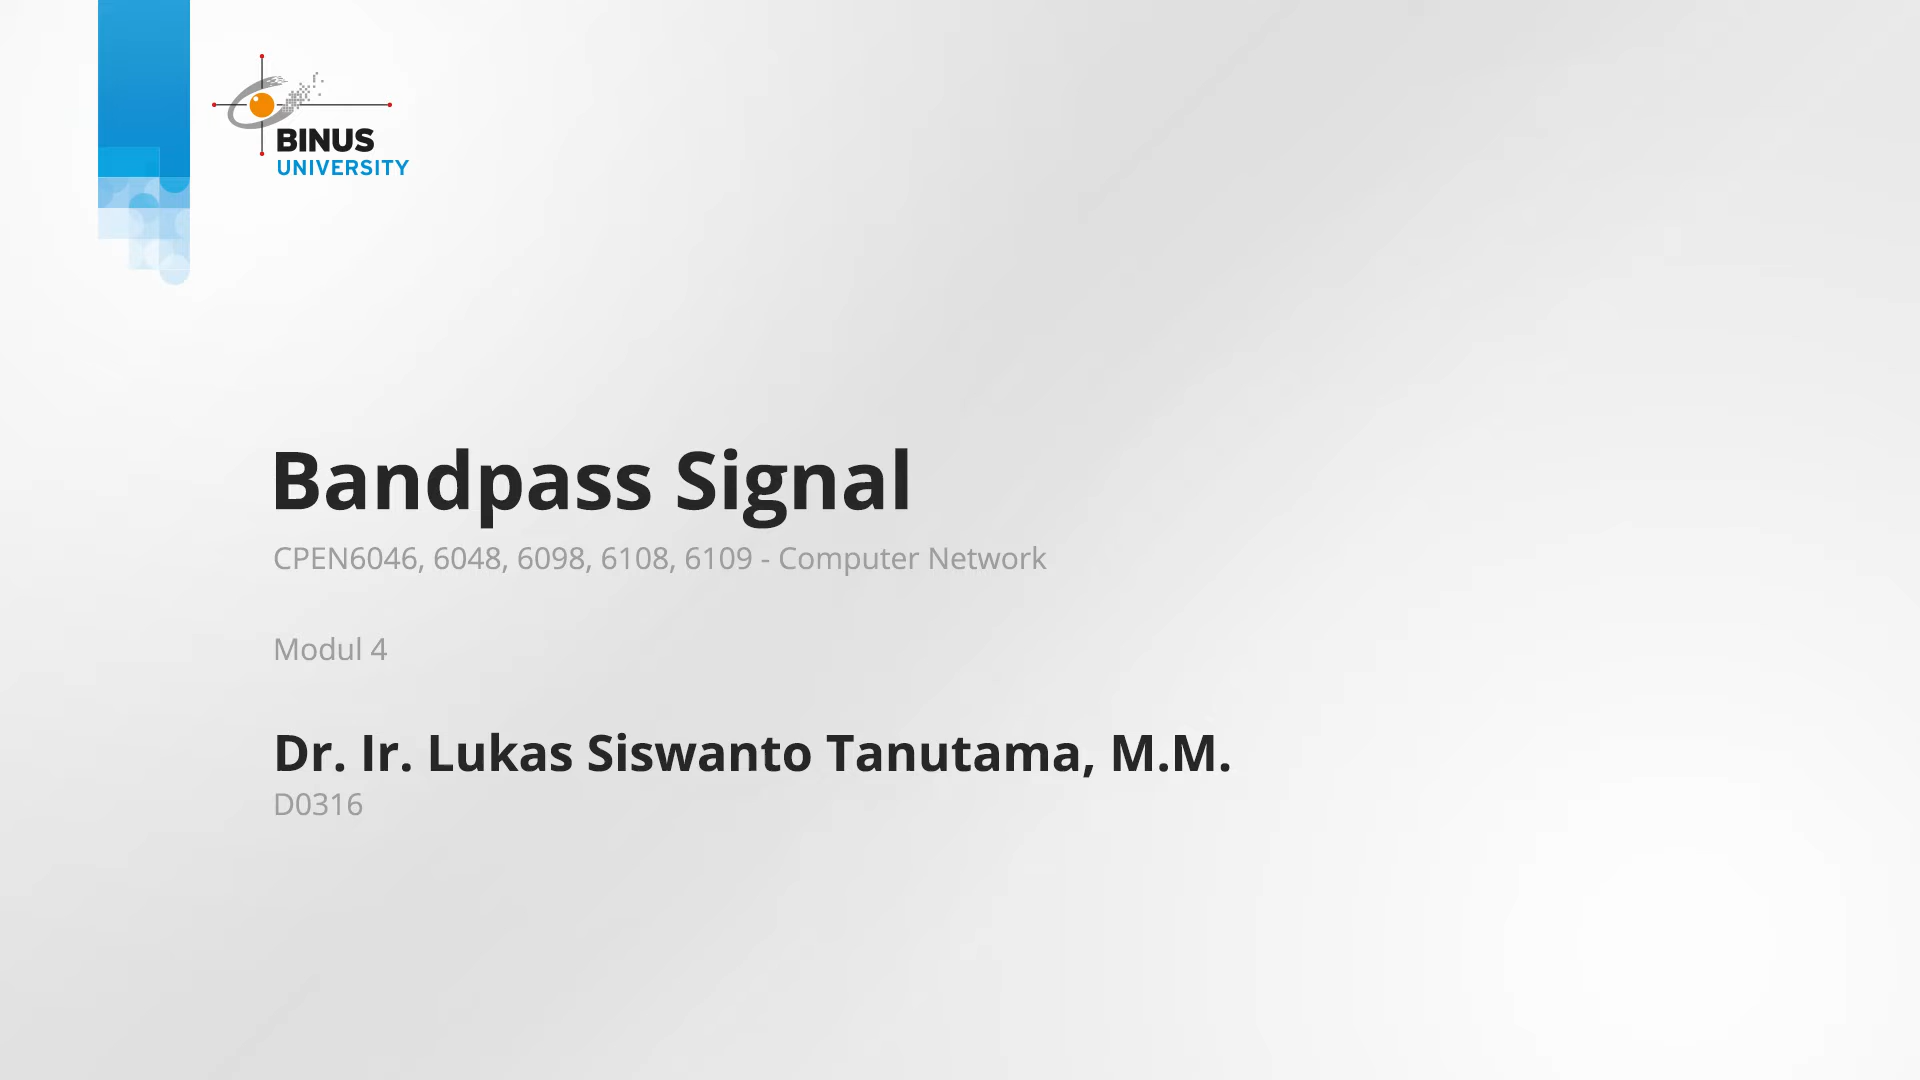 BINUS
UNIVERSITY
Bandpass Signal
CPEN6046, 6048, 6098, 6108, 6109 - Computer Network
Modul 4
Dr. Ir. Lukas Siswanto Tanutama, M.M.
D0316